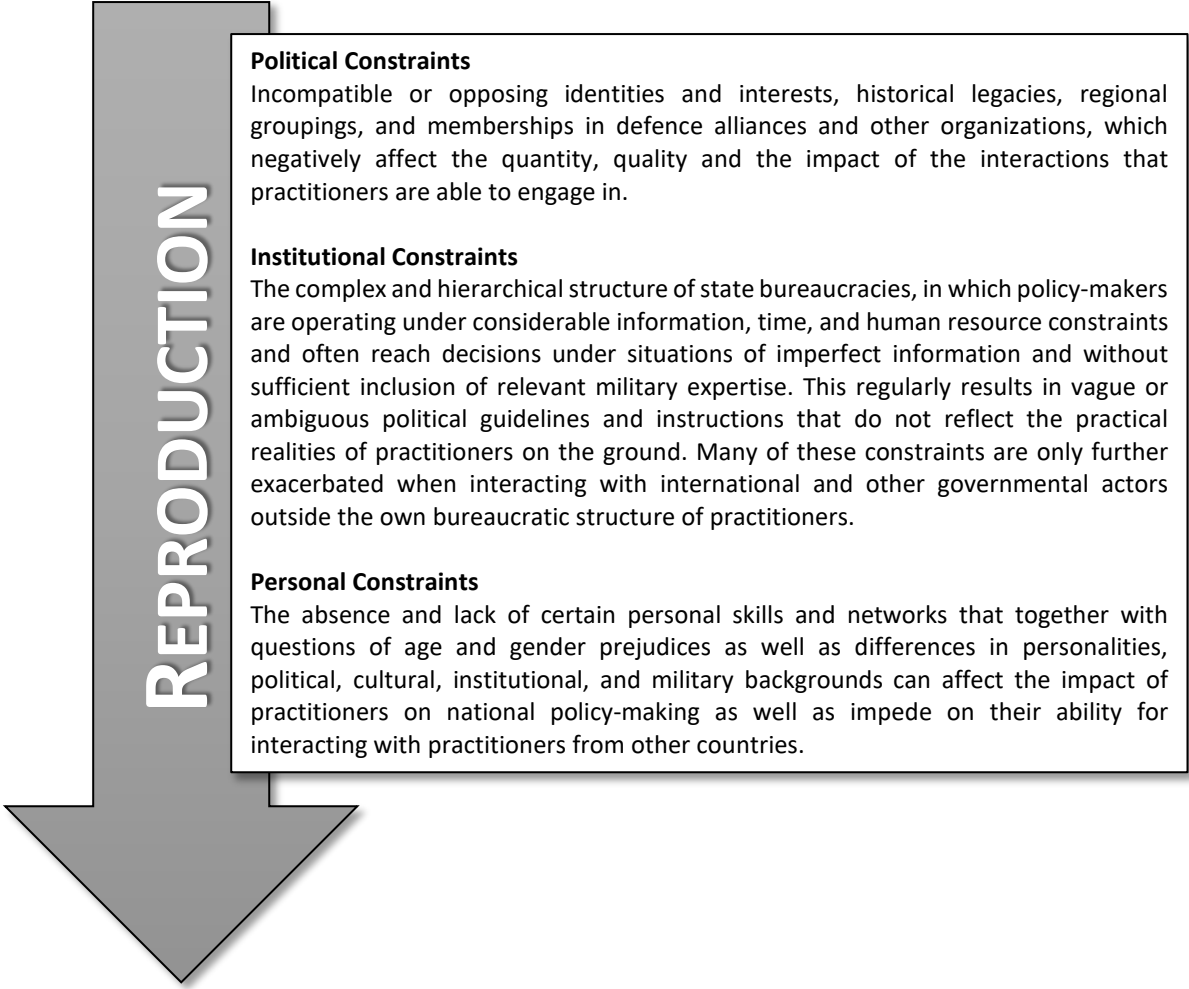 REPRODUCTION
Political Constraints
Incompatible or opposing identities and interests, historical legacies, regional
groupings, and memberships in defence alliances and other organizations, which
negatively affect the quantity, quality and the impact of the interactions that
practitioners are able to engage in.
Institutional Constraints
The complex and hierarchical structure of state bureaucracies, in which policy-makers
are operating under considerable information, time, and human resource constraints
and often reach decisions under situations of imperfect information and without
sufficient inclusion of relevant military expertise. This regularly results in vague or
ambiguous political guidelines and instructions that do not reflect the practical
realities of practitioners on the ground. Many of these constraints are only further
exacerbated when interacting with international and other governmental actors
outside the own bureaucratic structure of practitioners.
Personal Constraints
The absence and lack of certain personal skills and networks that together with
questions of age and gender prejudices as well as differences in personalities,
political, cultural, institutional, and military backgrounds can affect the impact of
practitioners on national policy-making as well as impede on their ability for
interacting with practitioners from other countries.